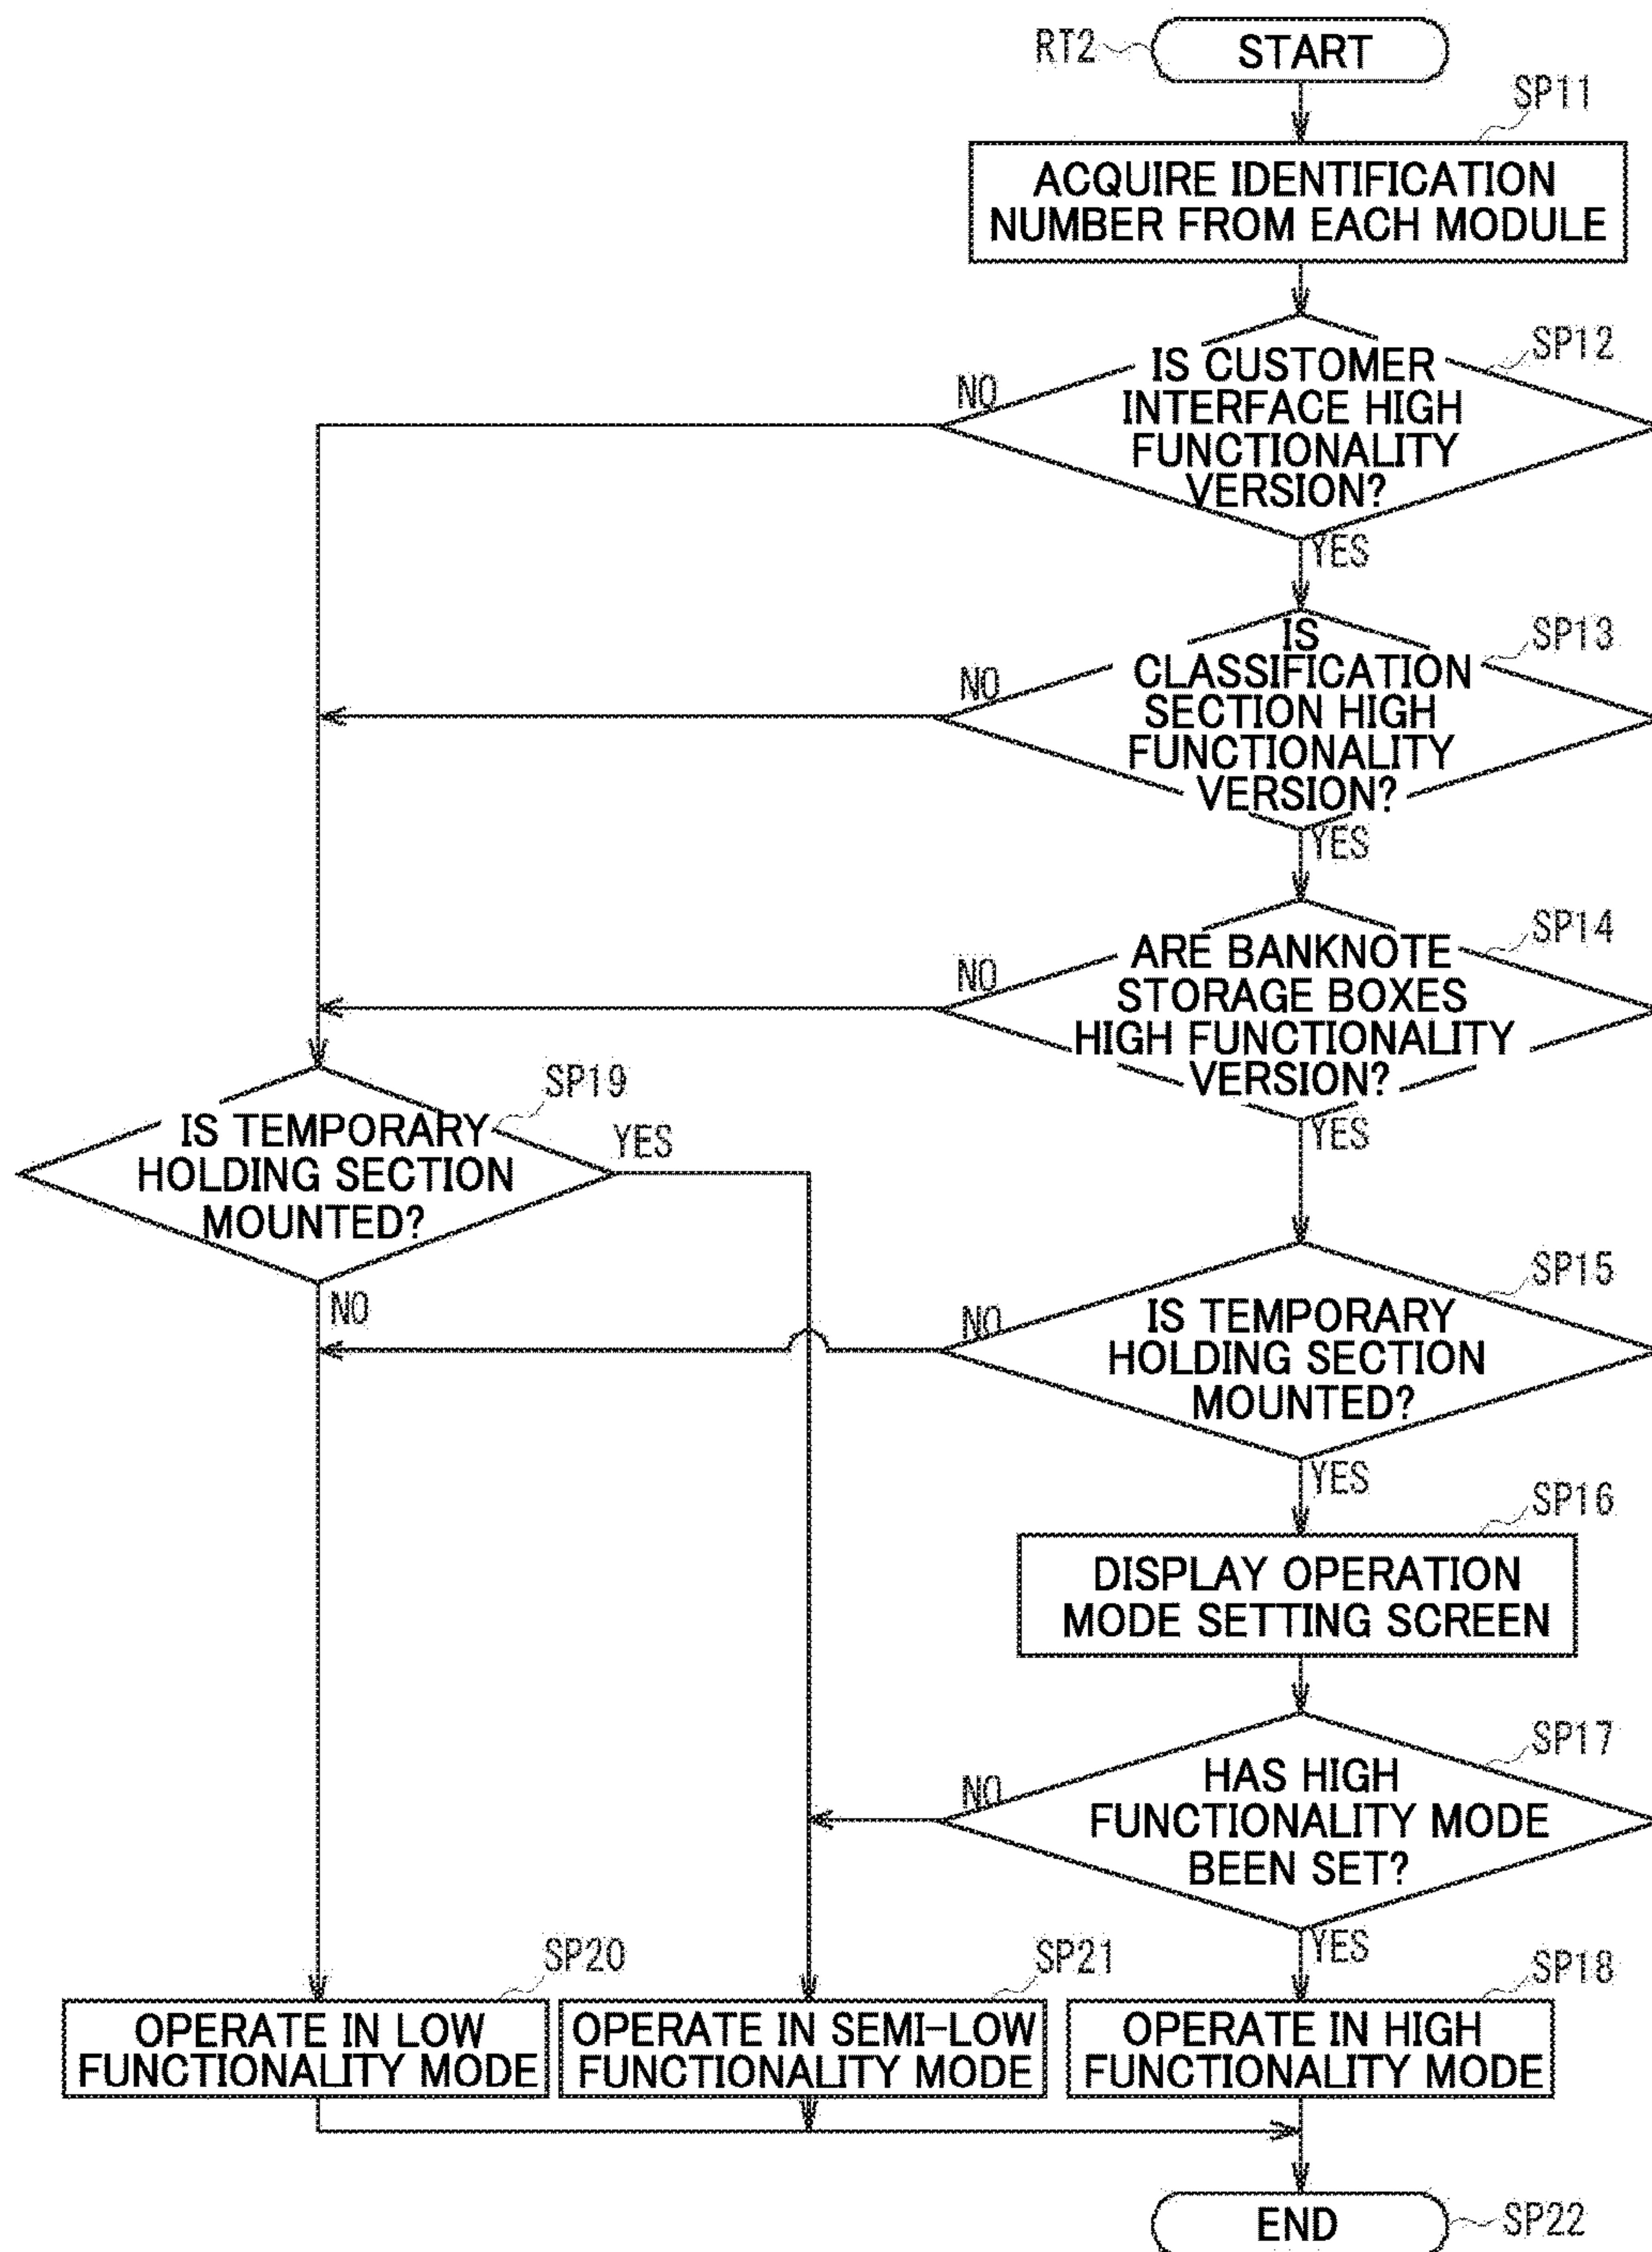 RT2
START
SP11
ACQUIRE IDENTIFICATION
NUMBER FROM EACH MODULE
SP12
IS CUSTOMER
INTERFACE HIGH
FUNCTIONALITY
VERSION?
NO
YES
SP13
IS
CLASSIFICATION
SECTION HIGH
FUNCTIONALITY
VERSION?
NO
YES
SP14
ARE BANKNOTE
STORAGE BOXES
HIGH FUNCTIONALITY
VERSION?
NO
YES
SP19
IS TEMPORARY
HOLDING SECTION
MOUNTED?
YES
NO
SP15
IS TEMPORARY
HOLDING SECTION
MOUNTED?
NO
YES
SP16
DISPLAY OPERATION
MODE SETTING SCREEN
SP17
HAS HIGH
FUNCTIONALITY MODE
BEEN SET?
NO
YES
SP20
OPERATE IN LOW
FUNCTIONALITY MODE
SP21
OPERATE IN SEMI-LOW
FUNCTIONALITY MODE
SP18
OPERATE IN HIGH
FUNCTIONALITY MODE
END
SP22